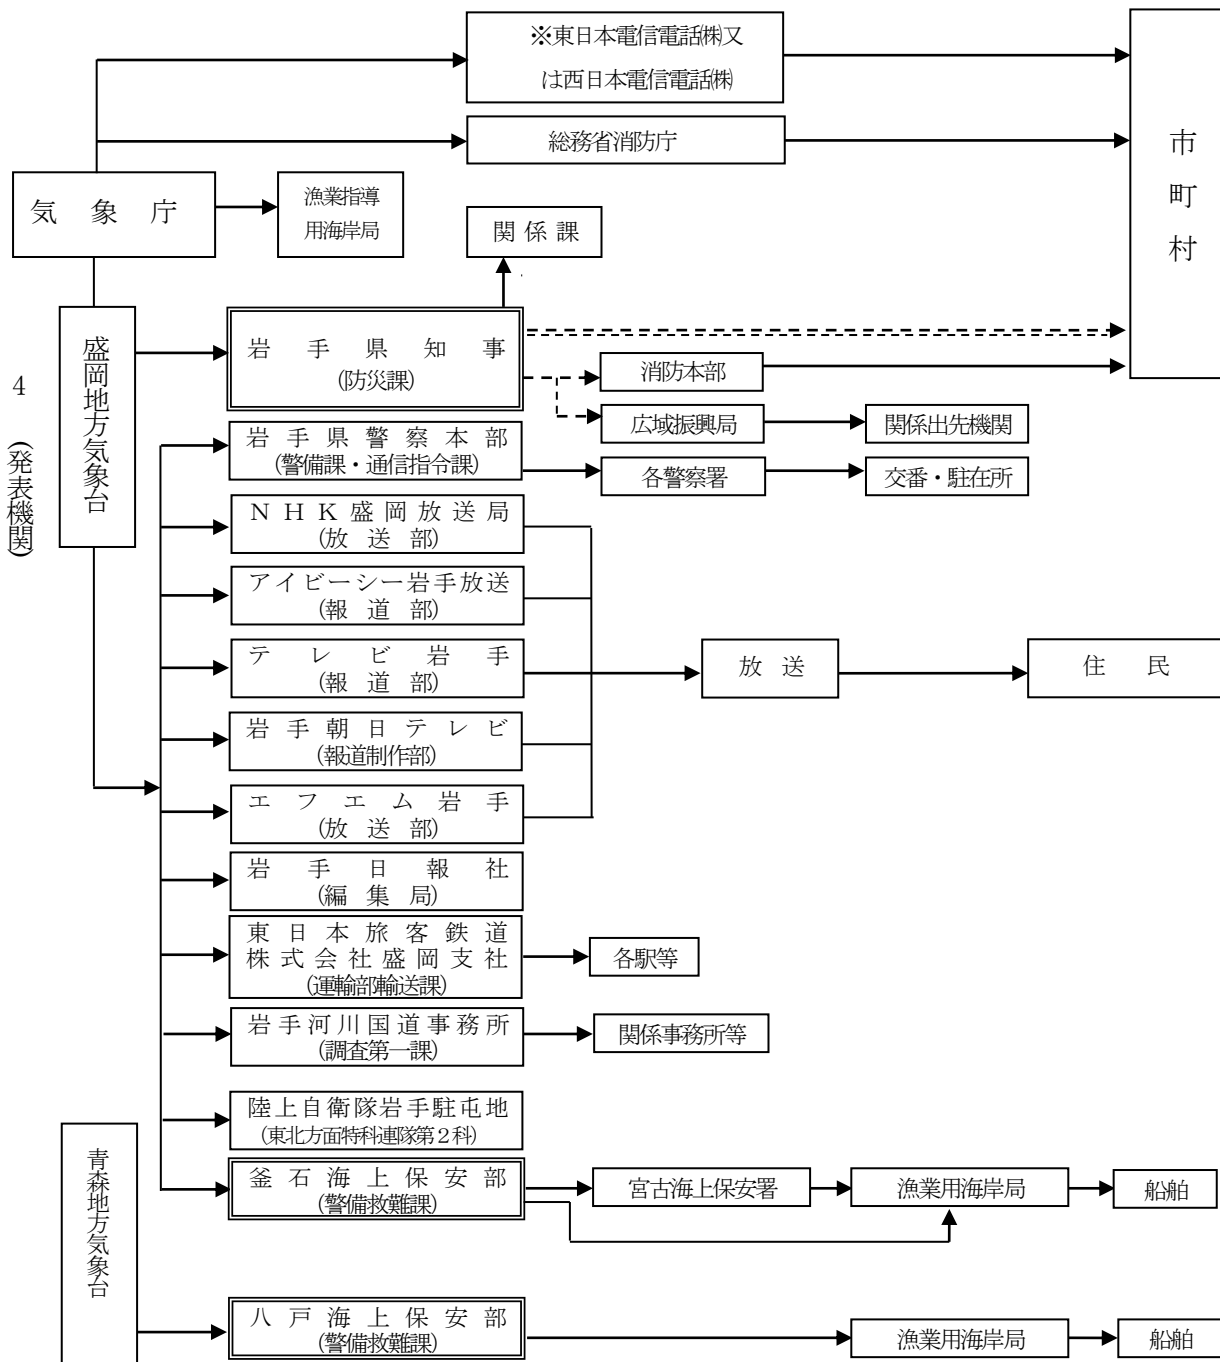 ※東日本電信電話㈱又
は西日本電信電話㈱
総務省消防庁
市町村
気象庁
漁業指導
用海岸局
関係課
盛岡地方気象台
岩手県知事
(防災課)
消防本部
広域振興局
関係出先機関
4
(発表機関)
岩手県警察本部
(警備課・通信指令課)
各警察署
交番・駐在所
NHK盛岡放送局
(放送部)
アイビーシー岩手放送
(報道部)
テレビ岩手
(報道部)
放送
住民
岩手朝日テレビ
(報道制作部)
エフエム岩手
(放送部)
岩手日報社
(編集局)
東日本旅客鉄道
株式会社盛岡支社
(運輸部輸送課)
各駅等
岩手河川国道事務所
(調査第一課)
関係事務所等
陸上自衛隊岩手駐屯地
(東北方面特科連隊第2科)
青森地方気象台
釜石海上保安部
(警備救難課)
宮古海上保安署
漁業用海岸局
船舶
八戸海上保安部
(警備救難課)
漁業用海岸局
船舶